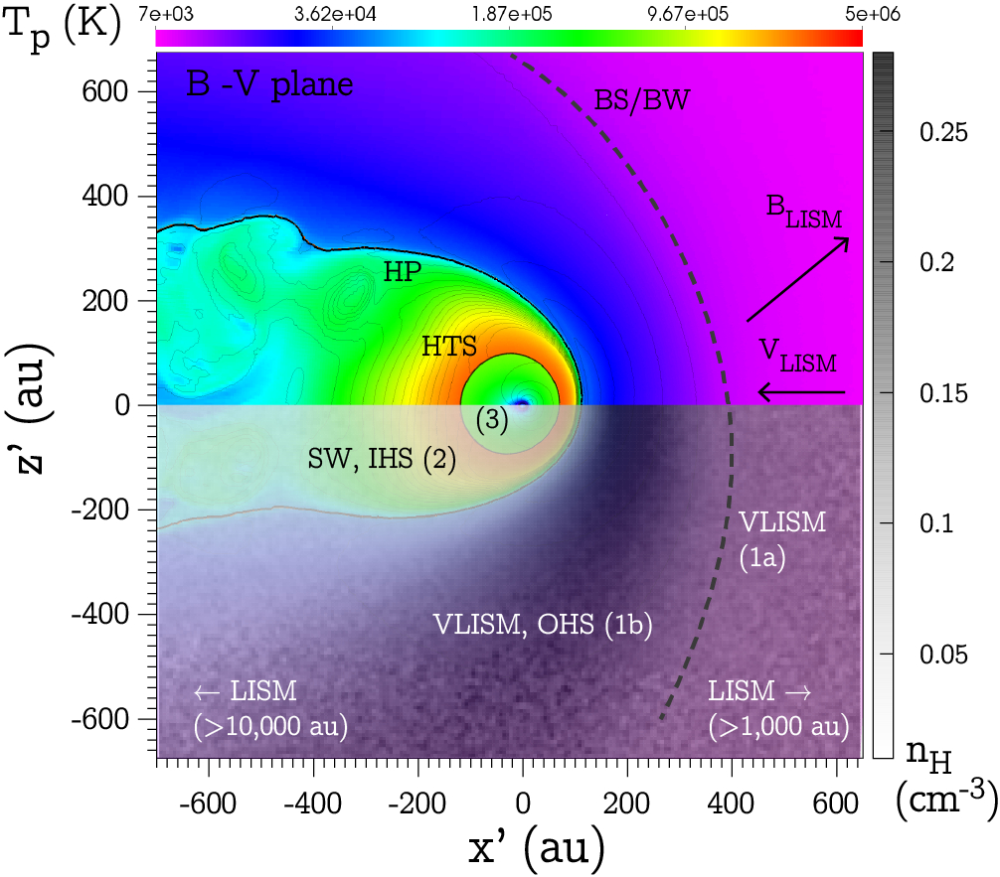 T_p (K)
7e+03 3.62e+04 1.87e+05 9.67e+05 5e+06
B -V plane
BS/BW
600
0.25
400
B_LISM
HP
0.2
200
HTS
V_LISM
0
0.15
(3)
SW, IHS (2)
z' (au)
-200
VLISM
(1a)
0.1
-400
VLISM, OHS (1b)
0.05
← LISM
(>10,000 au)
LISM →
(>1,000 au)
-600
0
n_H
(cm-3)
-600 -400 -200 0 200 400 600
x' (au)